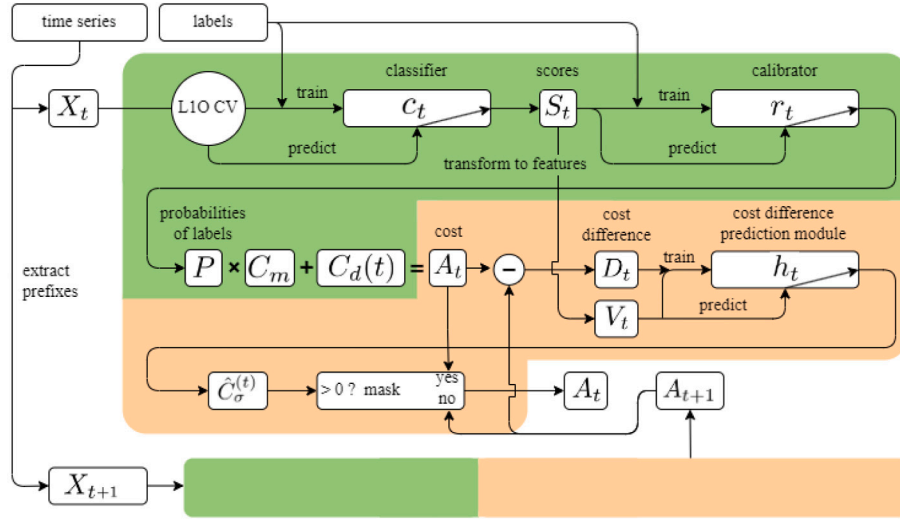 time series
labels
classifier
scores
calibrator
X_t
L1O CV
train
c_t
S_t
train
r_t
predict
predict
transform to features
probabilities
of labels
cost
cost
difference
cost difference
prediction module
extract
prefixes
P × C_m + C_d(t) = A_t
−
D_t
train
h_t
V_t
predict
Ĉ_σ^(t)
> 0 ? mask
yes
no
A_t
A_{t+1}
X_{t+1}